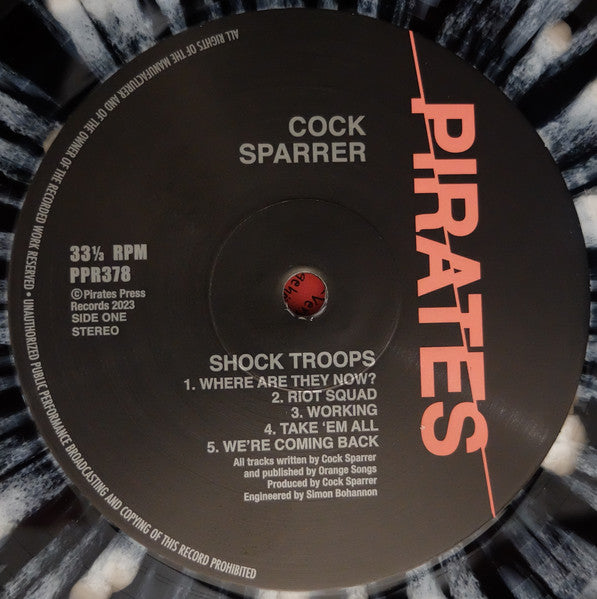 COCK
SPARRER
PIRATES
33⅓ RPM
PPR378
©Pirates Press
Records 2023
SIDE ONE
STEREO
SHOCK TROOPS
1. WHERE ARE THEY NOW?
2. RIOT SQUAD
3. WORKING
4. TAKE 'EM ALL
5. WE'RE COMING BACK
All tracks written by Cock Sparrer
and published by Orange Songs
Produced by Cock Sparrer
Engineered by Simon Bohannon
ALL RIGHTS OF THE MANUFACTURER AND OF THE OWNER OF THE RECORDED WORK RESERVED • UNAUTHORIZED PUBLIC PERFORMANCE BROADCASTING AND COPYING OF THIS RECORD PROHIBITED